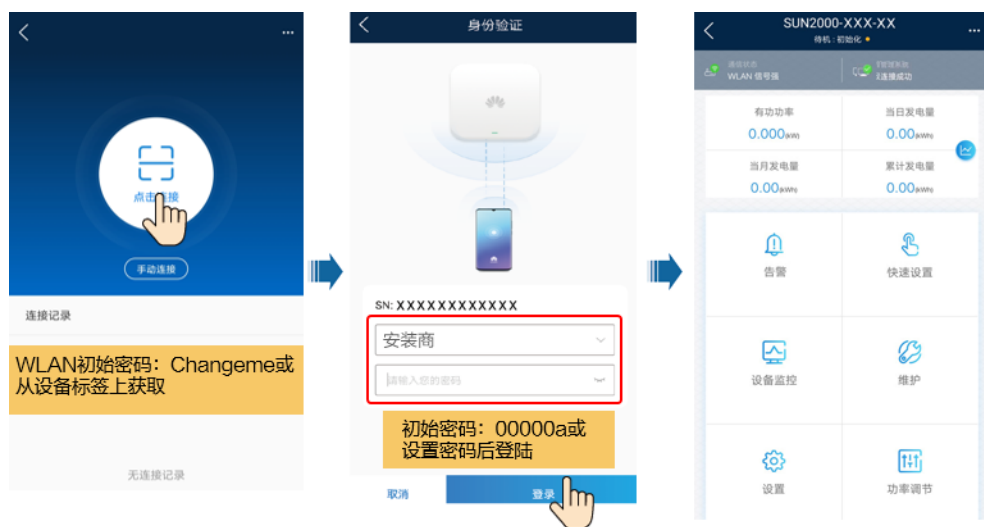 点击连接
手动连接
连接记录
WLAN初始密码：Changeme或
从设备标签上获取
无连接记录
身份验证
SN: XXXXXXXXXXXX
安装商
请输入您的密码
初始密码：00000a或
设置密码后登陆
取消
登录
SUN2000-XXX-XX
待机 : 初始化
WLAN 信号强
连接成功
有功功率
当日发电量
0.000(kW)
0.00(kWh)
当月发电量
累计发电量
0.00(kWh)
0.00(kWh)
告警
快速设置
设备监控
维护
设置
功率调节